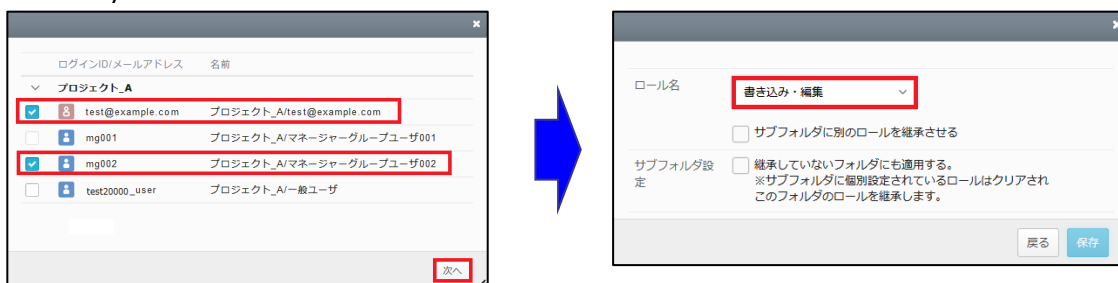 ログインID/メールアドレス 名前
プロジェクト_A
test@example.com プロジェクト_A/test@example.com
mg001 プロジェクト_A/マネージャーグループユーザ001
mg002 プロジェクト_A/マネージャーグループユーザ002
test20000_user プロジェクト_A/一般ユーザ
次へ
ロール名 書き込み・編集
サブフォルダに別のロールを継承させる
サブフォルダ設定 継承していないフォルダにも適用する。
※サブフォルダに個別設定されているロールはクリアされ
このフォルダのロールを継承します。
戻る 保存